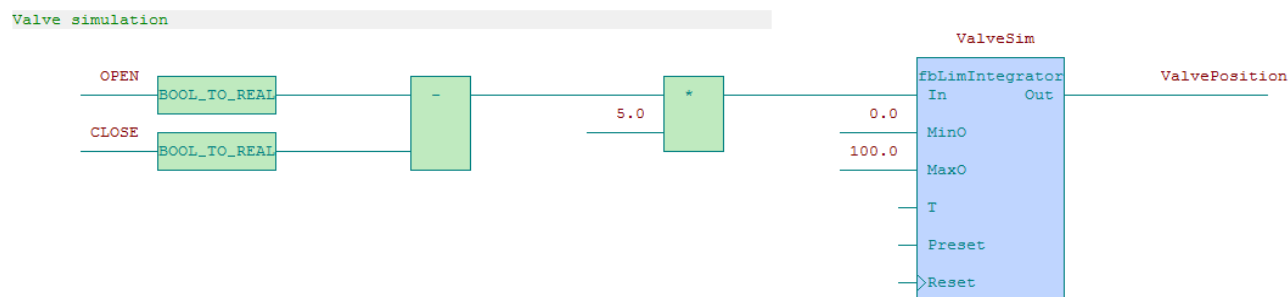 Valve simulation
ValveSim
OPEN
BOOL_TO_REAL
-
*
fbLimIntegrator
ValvePosition
In
Out
5.0
0.0
CLOSE
BOOL_TO_REAL
MinO
100.0
MaxO
T
Preset
Reset